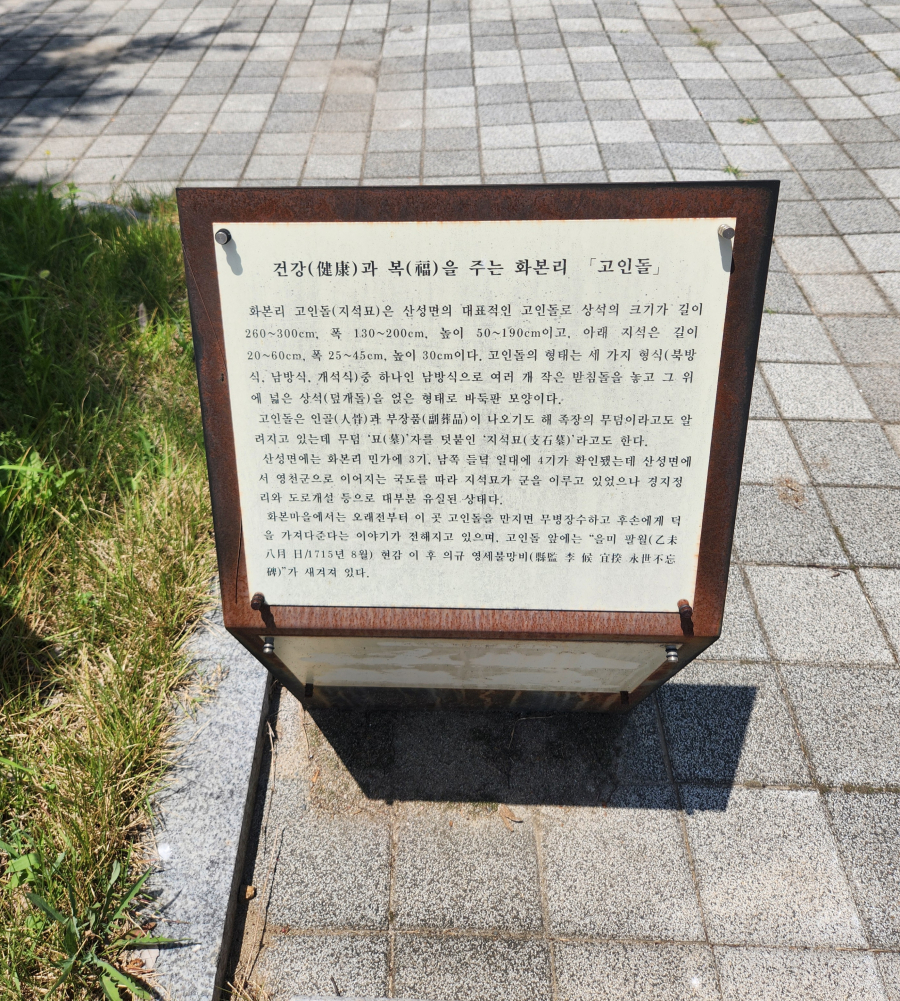 건강(健康)과 복(福)을 주는 화본리 「고인돌」
화본리 고인돌(지석묘)은 산성면의 대표적인 고인돌로 상석의 크기가 길이
260~300cm, 폭 130~200cm, 높이 50~190cm이고, 아래 지석은 길이
20~60cm, 폭 25~45cm, 높이 30cm이다. 고인돌의 형태는 세 가지 형식(북방
식, 남방식, 개석식)중 하나인 남방식으로 여러 개 작은 받침돌을 놓고 그 위
에 넓은 상석(덮개돌)을 얹은 형태로 바둑판 모양이다.
고인돌은 인골(人骨)과 부장품(副葬品)이 나오기도 해 족장의 무덤이라고도 알
려지고 있는데 무덤 '묘(墓)'자를 덧붙인 '지석묘(支石墓)'라고도 한다.
산성면에는 화본리 민가에 3기, 남쪽 들녘 일대에 4기가 확인됐는데 산성면에
서 영천군으로 이어지는 국도를 따라 지석묘가 군을 이루고 있었으나 경지정
리와 도로개설 등으로 대부분 유실된 상태다.
화본마을에서는 오래전부터 이 곳 고인돌을 만지면 무병장수하고 후손에게 덕
을 가져다준다는 이야기가 전해지고 있으며, 고인돌 앞에는 "을미 팔월(乙未
八月 日/1715년 8월) 현감 이 후 의규 영세불망비(縣監 李 候 宜揆 永世不忘
碑)"가 새겨져 있다.